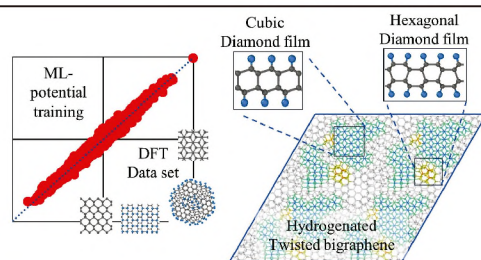 ML-
potential
training
DFT
Data set
Cubic
Diamond film
Hexagonal
Diamond film
Hydrogenated
Twisted bigraphene